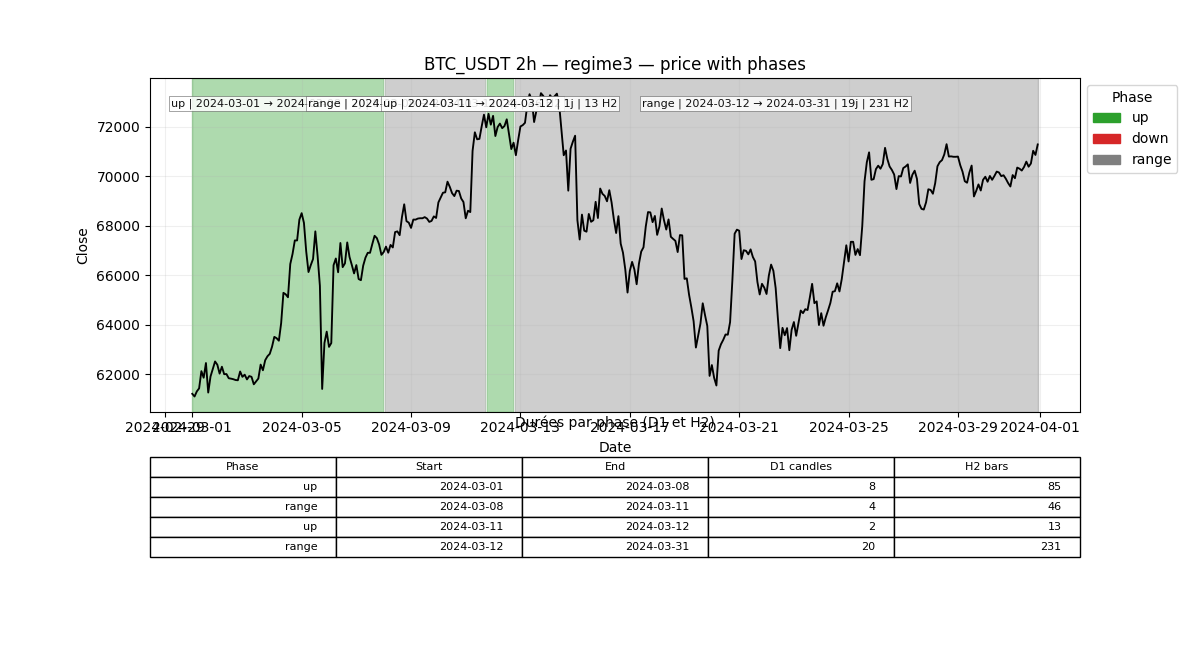 BTC_USDT 2h — regime3 — price with phases
up | 2024-03-01 → 2024
range | 2024
up | 2024-03-11 → 2024-03-12 | 1j | 13 H2
range | 2024-03-12 → 2024-03-31 | 19j | 231 H2
Phase
up
down
range
72000
70000
68000
66000
64000
62000
Close
2024-02-29 2024-03-01 2024-03-05 2024-03-09 2024-03-13 2024-03-17 2024-03-21 2024-03-25 2024-03-29 2024-04-01
Durées par phase (D1 et H2)
Date
Phase Start End D1 candles H2 bars
up 2024-03-01 2024-03-08 8 85
range 2024-03-08 2024-03-11 4 46
up 2024-03-11 2024-03-12 2 13
range 2024-03-12 2024-03-31 20 231